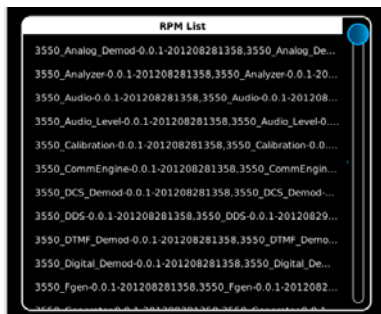 RPM List
3550_Analog_Demod-0.0.1-201208281358,3550_Analog_De...
3550_Analyzer-0.0.1-201208281358,3550_Analyzer-0.0.1-20...
3550_Audio-0.0.1-201208281358,3550_Audio-0.0.1-201208...
3550_Audio_Level-0.0.1-201208281358,3550_Audio_Level-0....
3550_Calibration-0.0.1-201208281358,3550_Calibration-0.0....
3550_CommEngine-0.0.1-201208281358,3550_CommEngin...
3550_DCS_Demod-0.0.1-201208281358,3550_DCS_Demod-...
3550_DDS-0.0.1-201208281358,3550_DDS-0.0.1-20120829...
3550_DTMF_Demod-0.0.1-201208281358,3550_DTMF_Demo...
3550_Digital_Demod-0.0.1-201208281358,3550_Digital_De...
3550_Fgen-0.0.1-201208281358,3550_Fgen-0.0.1-2012082...